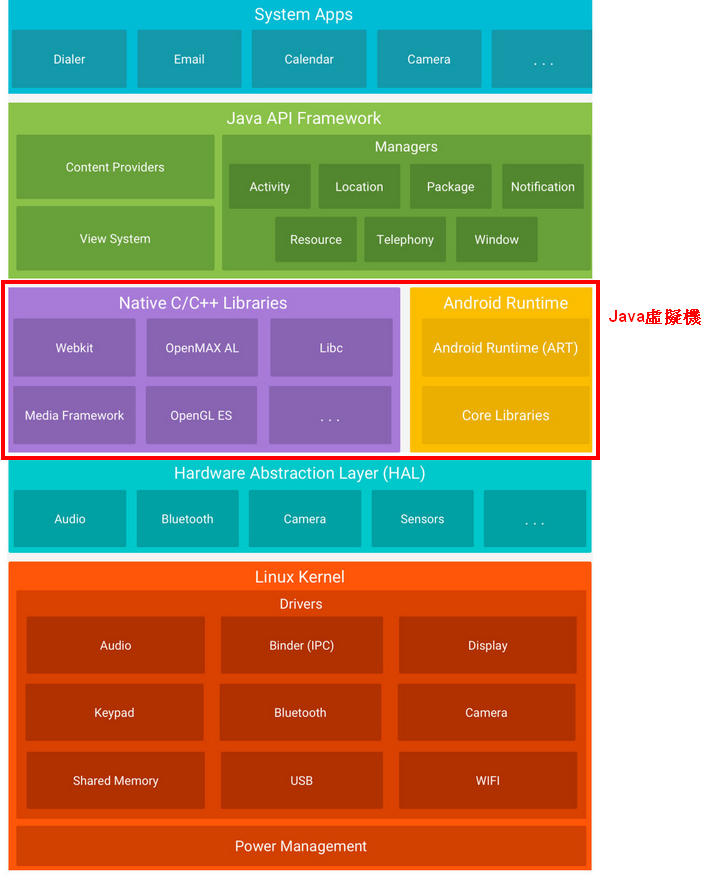 System Apps
Dialer
Email
Calendar
Camera
...
Java API Framework
Content Providers
View System
Managers
Activity
Location
Package
Notification
Resource
Telephony
Window
Native C/C++ Libraries
Webkit
OpenMAX AL
Libc
Media Framework
OpenGL ES
...
Android Runtime
Android Runtime (ART)
Core Libraries
Java虛擬機
Hardware Abstraction Layer (HAL)
Audio
Bluetooth
Camera
Sensors
...
Linux Kernel
Drivers
Audio
Binder (IPC)
Display
Keypad
Bluetooth
Camera
Shared Memory
USB
WIFI
Power Management